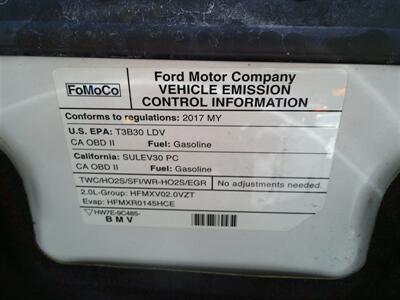 FoMoCo
Ford Motor Company
VEHICLE EMISSION
CONTROL INFORMATION
Conforms to regulations: 2017 MY
U.S. EPA: T3B30 LDV
CA OBD II Fuel: Gasoline
California: SULEV30 PC
CA OBD II Fuel: Gasoline
TWC/HO2S/SFI/WR-HO2S/EGR No adjustments needed.
2.0L-Group: HFMXV02.0VZT
Evap: HFMXR0145HCE
HW7E-9C485-
BMV